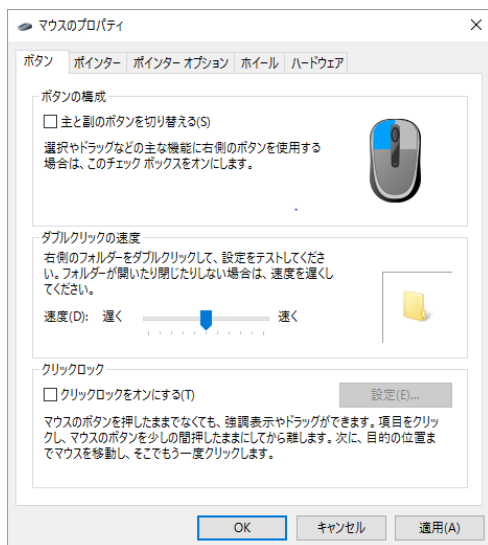 マウスのプロパティ
ボタン ポインター ポインター オプション ホイール ハードウェア
ボタンの構成
主と副のボタンを切り替える(S)
選択やドラッグなどの主な機能に右側のボタンを使用する
場合は、このチェック ボックスをオンにします。
ダブルクリックの速度
右側のフォルダーをダブルクリックして、設定をテストしてくださ
い。フォルダーが開いたり閉じたりしない場合は、速度を遅くし
てください。
速度(D): 遅く 速く
クリックロック
クリックロックをオンにする(T) 設定(E)...
マウスのボタンを押したままでなくても、強調表示やドラッグができます。項目をクリッ
クし、マウスのボタンを少しの間押したままにしてから離します。次に、目的の位置ま
でマウスを移動し、そこでもう一度クリックします。
OK キャンセル 適用(A)